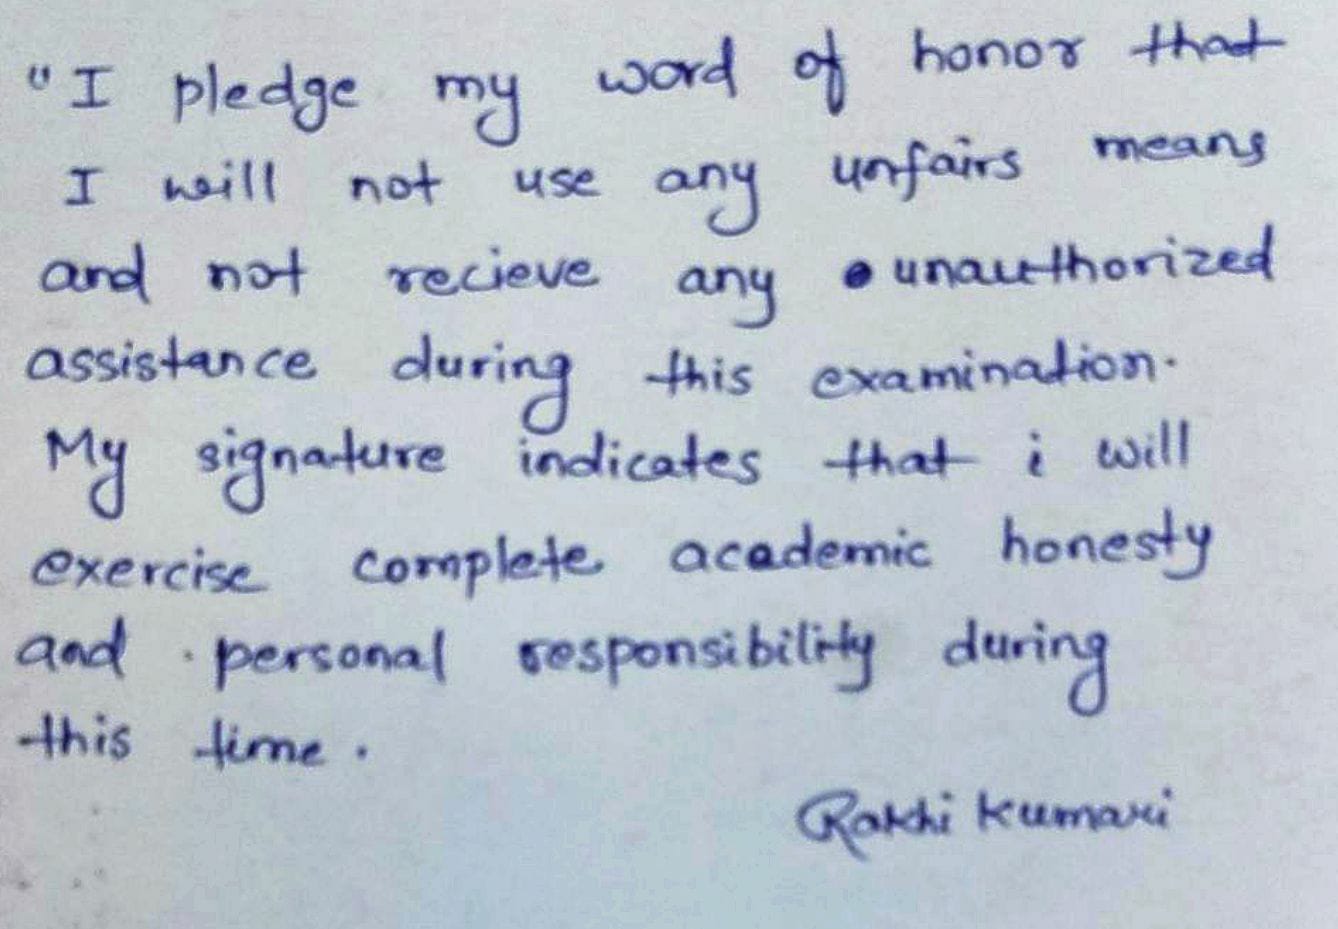 "I pledge my word of honor that
I will not use any unfairs means
and not recieve any unauthorized
assistance during this examination.
My signature indicates that i will
exercise complete academic honesty
and personal responsibility during
this time.
Rakhi Kumari